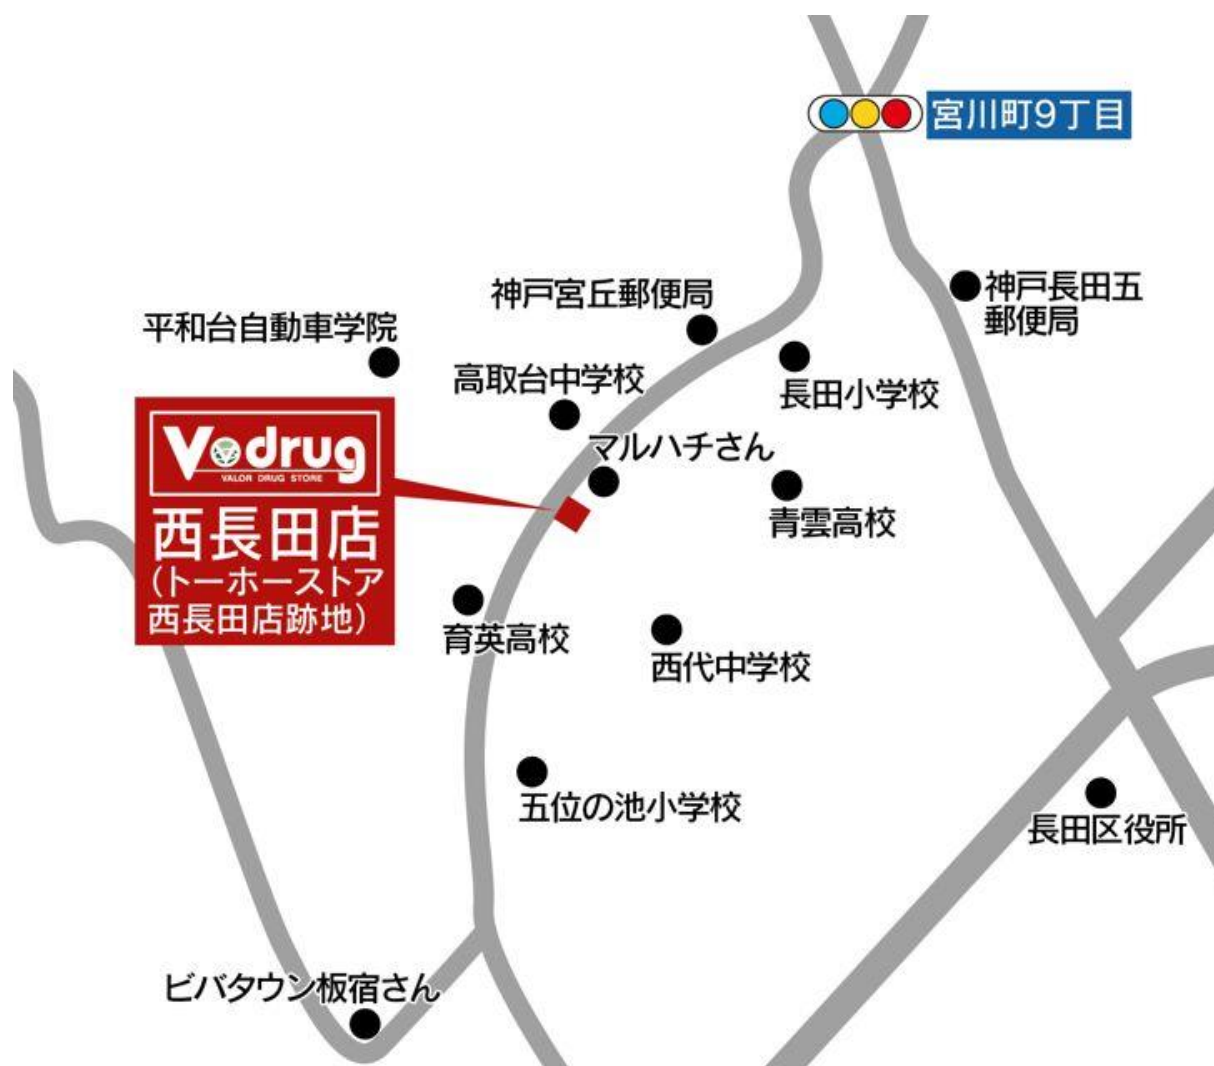 宮川町9丁目
神戸長田五
郵便局
神戸宮丘郵便局
平和台自動車学院
高取台中学校
長田小学校
マルハチさん
V•drug
VALOR DRUG STORE
西長田店
(トーホーストア
西長田店跡地)
青雲高校
育英高校
西代中学校
五位の池小学校
長田区役所
ビバタウン板宿さん